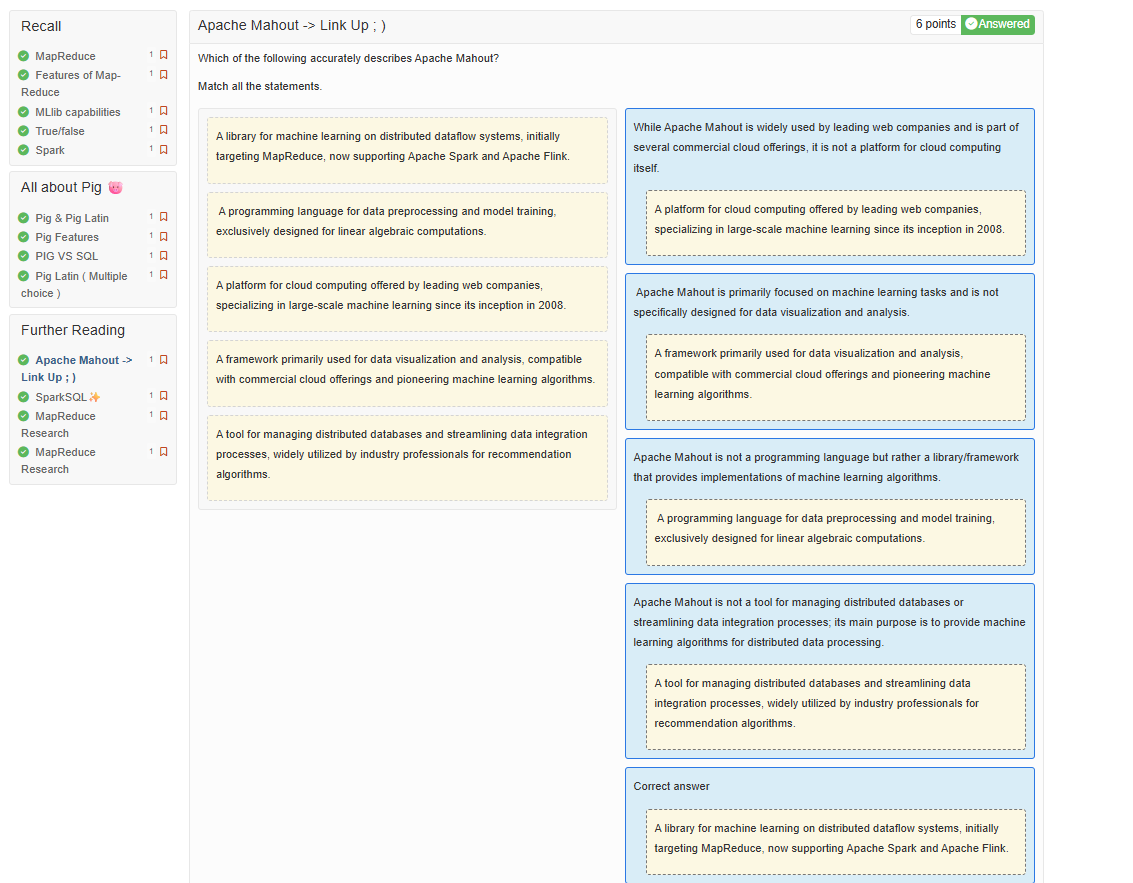 Recall
MapReduce 1
Features of Map- 1
Reduce
MLlib capabilities 1
True/false 1
Spark 1
All about Pig
Pig & Pig Latin 1
Pig Features 1
PIG VS SQL 1
Pig Latin ( Multiple 1
choice )
Further Reading
Apache Mahout -> 1
Link Up ; )
SparkSQL✨ 1
MapReduce 1
Research
MapReduce 1
Research
Apache Mahout -> Link Up ; )
6 points Answered
Which of the following accurately describes Apache Mahout?
Match all the statements.
A library for machine learning on distributed dataflow systems, initially
targeting MapReduce, now supporting Apache Spark and Apache Flink.
A programming language for data preprocessing and model training,
exclusively designed for linear algebraic computations.
A platform for cloud computing offered by leading web companies,
specializing in large-scale machine learning since its inception in 2008.
A framework primarily used for data visualization and analysis, compatible
with commercial cloud offerings and pioneering machine learning algorithms.
A tool for managing distributed databases and streamlining data integration
processes, widely utilized by industry professionals for recommendation
algorithms.
While Apache Mahout is widely used by leading web companies and is part of
several commercial cloud offerings, it is not a platform for cloud computing
itself.
A platform for cloud computing offered by leading web companies,
specializing in large-scale machine learning since its inception in 2008.
Apache Mahout is primarily focused on machine learning tasks and is not
specifically designed for data visualization and analysis.
A framework primarily used for data visualization and analysis,
compatible with commercial cloud offerings and pioneering machine
learning algorithms.
Apache Mahout is not a programming language but rather a library/framework
that provides implementations of machine learning algorithms.
A programming language for data preprocessing and model training,
exclusively designed for linear algebraic computations.
Apache Mahout is not a tool for managing distributed databases or
streamlining data integration processes; its main purpose is to provide machine
learning algorithms for distributed data processing.
A tool for managing distributed databases and streamlining data
integration processes, widely utilized by industry professionals for
recommendation algorithms.
Correct answer
A library for machine learning on distributed dataflow systems, initially
targeting MapReduce, now supporting Apache Spark and Apache Flink.